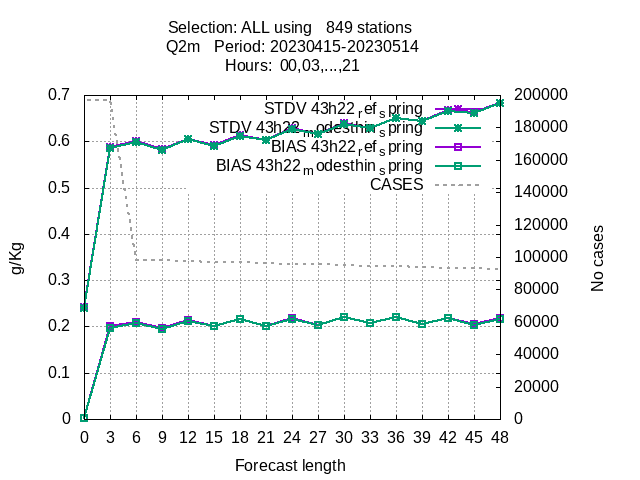 Selection: ALL using   849 stations
Q2m   Period: 20230415-20230514
Hours:  00,03,...,21
STDV 43h22_ref_spring
STDV 43h22_modesthin_spring
BIAS 43h22_ref_spring
BIAS 43h22_modesthin_spring
CASES
g/Kg
No cases
0.7
0.6
0.5
0.4
0.3
0.2
0.1
0
200000
180000
160000
140000
120000
100000
80000
60000
40000
20000
0
0 3 6 9 12 15 18 21 24 27 30 33 36 39 42 45 48
Forecast length